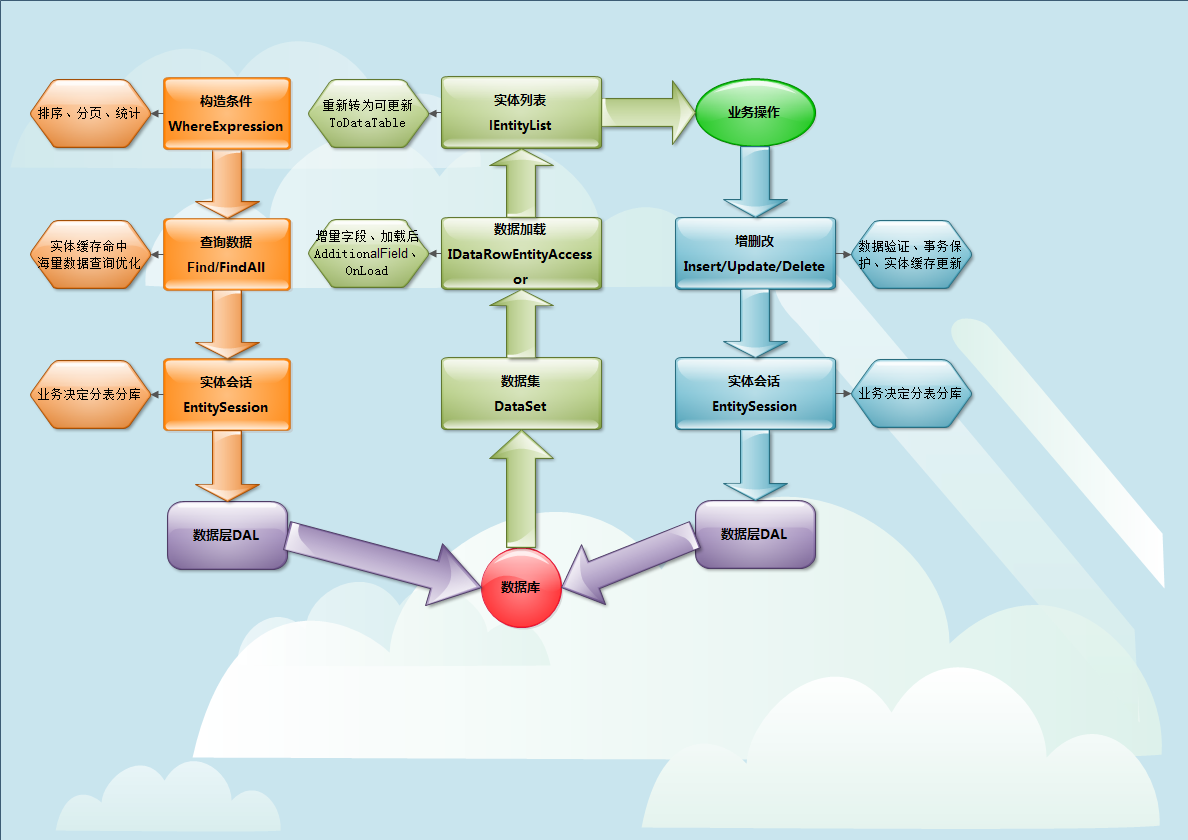 排序、分页、统计
构造条件
WhereExpression
重新转为可更新
ToDataTable
实体列表
IEntityList
业务操作
实体缓存命中
海量数据查询优化
查询数据
Find/FindAll
增量字段、加载后
AdditionalField、
OnLoad
数据加载
IDataRowEntityAccess
or
增删改
Insert/Update/Delete
数据验证、事务保
护、实体缓存更新
业务决定分表分库
实体会话
EntitySession
数据集
DataSet
实体会话
EntitySession
业务决定分表分库
数据层DAL
数据库
数据层DAL